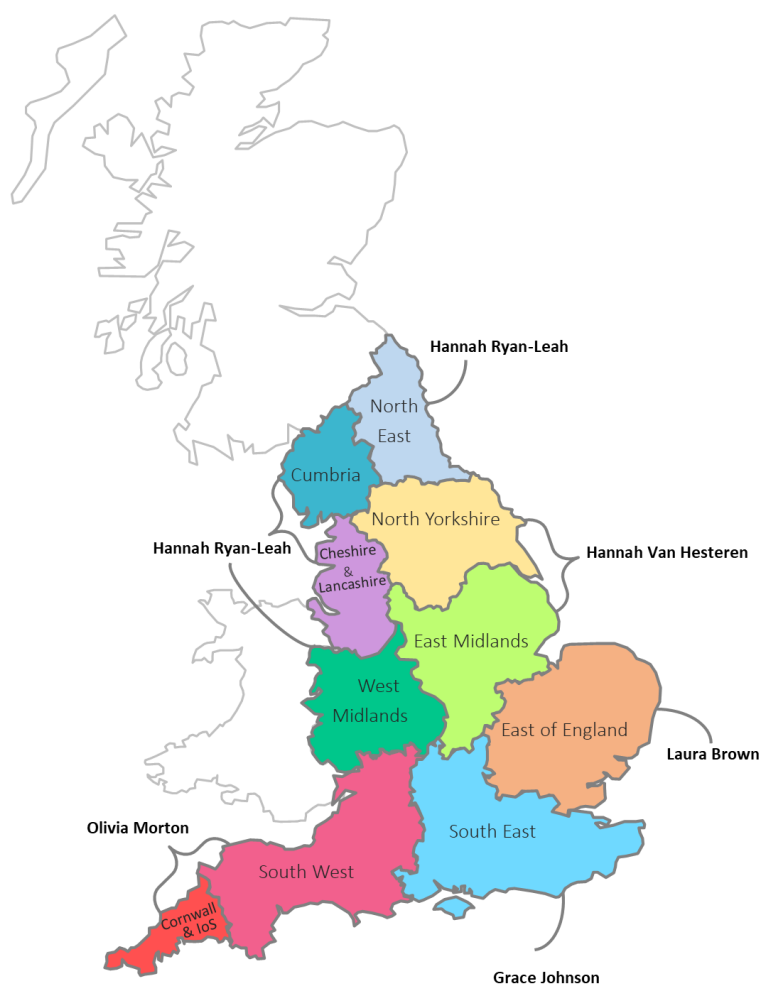 Hannah Ryan-Leah
North
East
Cumbria
North Yorkshire
Hannah Ryan-Leah
Cheshire
&
Lancashire
Hannah Van Hesteren
East Midlands
West
Midlands
East of England
Laura Brown
Olivia Morton
South East
South West
Cornwall
& IoS
Grace Johnson